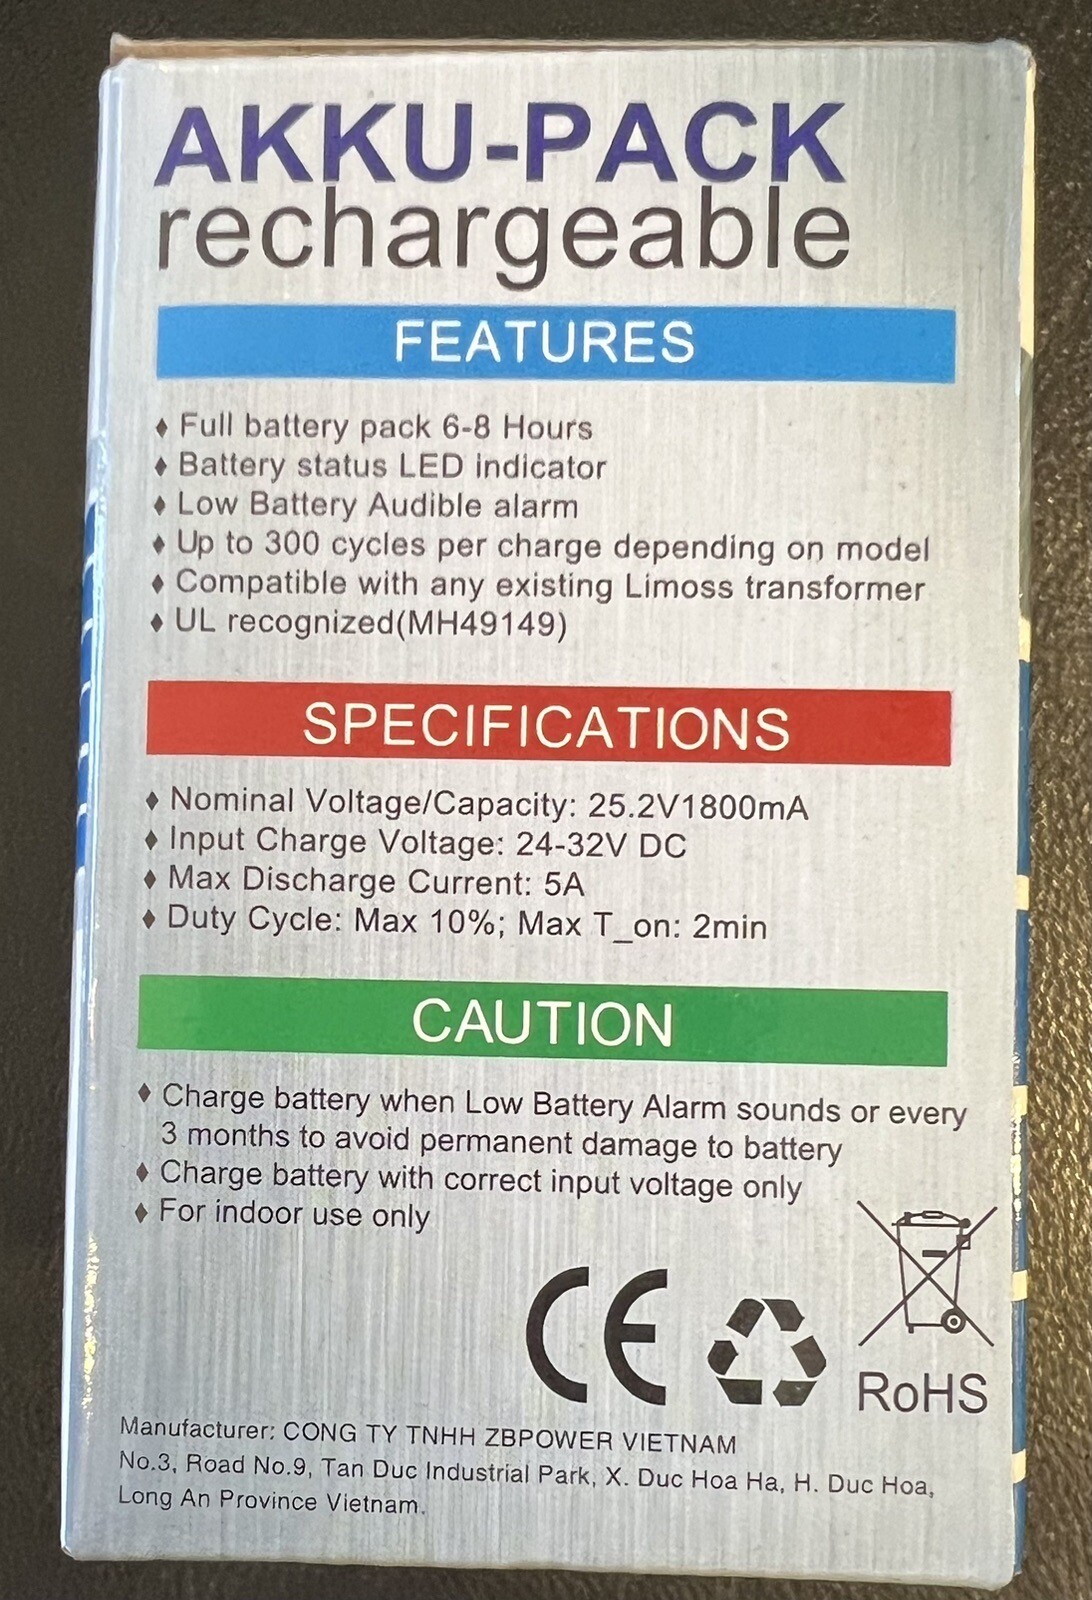 AKKU-PACK
rechargeable
FEATURES
♦ Full battery pack 6-8 Hours
♦ Battery status LED indicator
♦ Low Battery Audible alarm
♦ Up to 300 cycles per charge depending on model
♦ Compatible with any existing Limoss transformer
♦ UL recognized(MH49149)
SPECIFICATIONS
♦ Nominal Voltage/Capacity: 25.2V1800mA
♦ Input Charge Voltage: 24-32V DC
♦ Max Discharge Current: 5A
♦ Duty Cycle: Max 10%; Max T_on: 2min
CAUTION
♦ Charge battery when Low Battery Alarm sounds or every
3 months to avoid permanent damage to battery
♦ Charge battery with correct input voltage only
♦ For indoor use only
CE
RoHS
Manufacturer: CONG TY TNHH ZBPOWER VIETNAM
No.3, Road No.9, Tan Duc Industrial Park, X. Duc Hoa Ha, H. Duc Hoa,
Long An Province Vietnam.